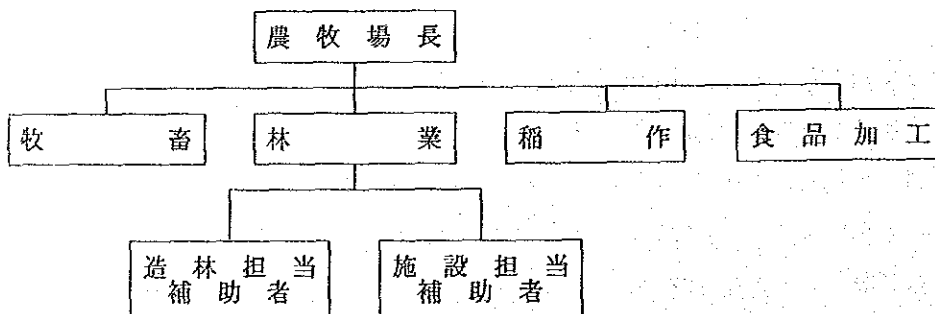 農牧場長
牧畜
林業
稲作
食品加工
造林担当
補助者
施設担当
補助者